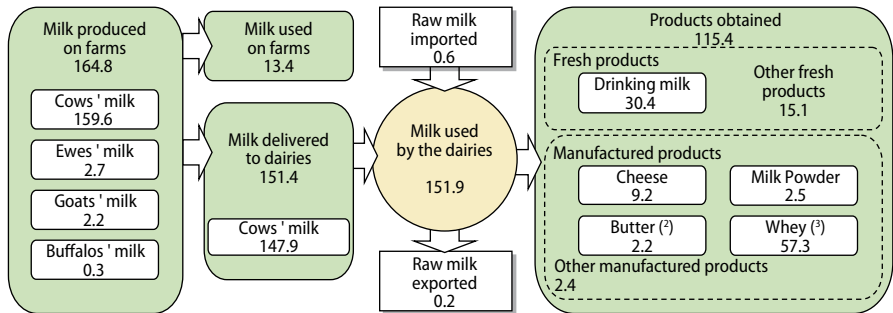 Milk produced
on farms
164.8
Cows ' milk
159.6
Ewes ' milk
2.7
Goats ' milk
2.2
Buffalos ' milk
0.3
Milk used
on farms
13.4
Milk delivered
to dairies
151.4
Cows ' milk
147.9
Raw milk
imported
0.6
Milk used
by the dairies
151.9
Raw milk
exported
0.2
Products obtained
115.4
Fresh products
Drinking milk
30.4
Other fresh
products
15.1
Manufactured products
Cheese
9.2
Milk Powder
2.5
Butter (²)
2.2
Whey (³)
57.3
Other manufactured products
2.4